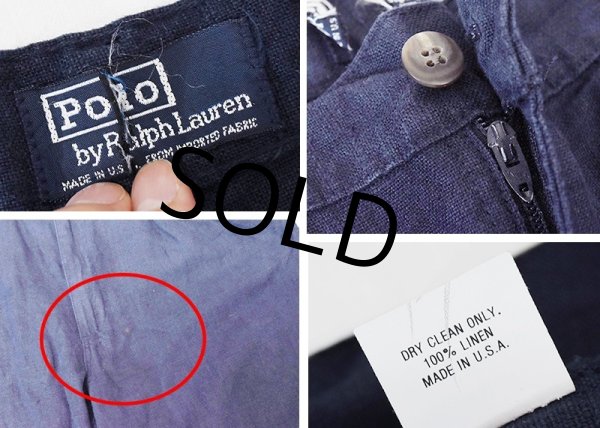 Polo
by Ralph Lauren
MADE IN U.S.A. FROM IMPORTED FABRIC
SOLD
DRY CLEAN ONLY.
100% LINEN
MADE IN U.S.A.